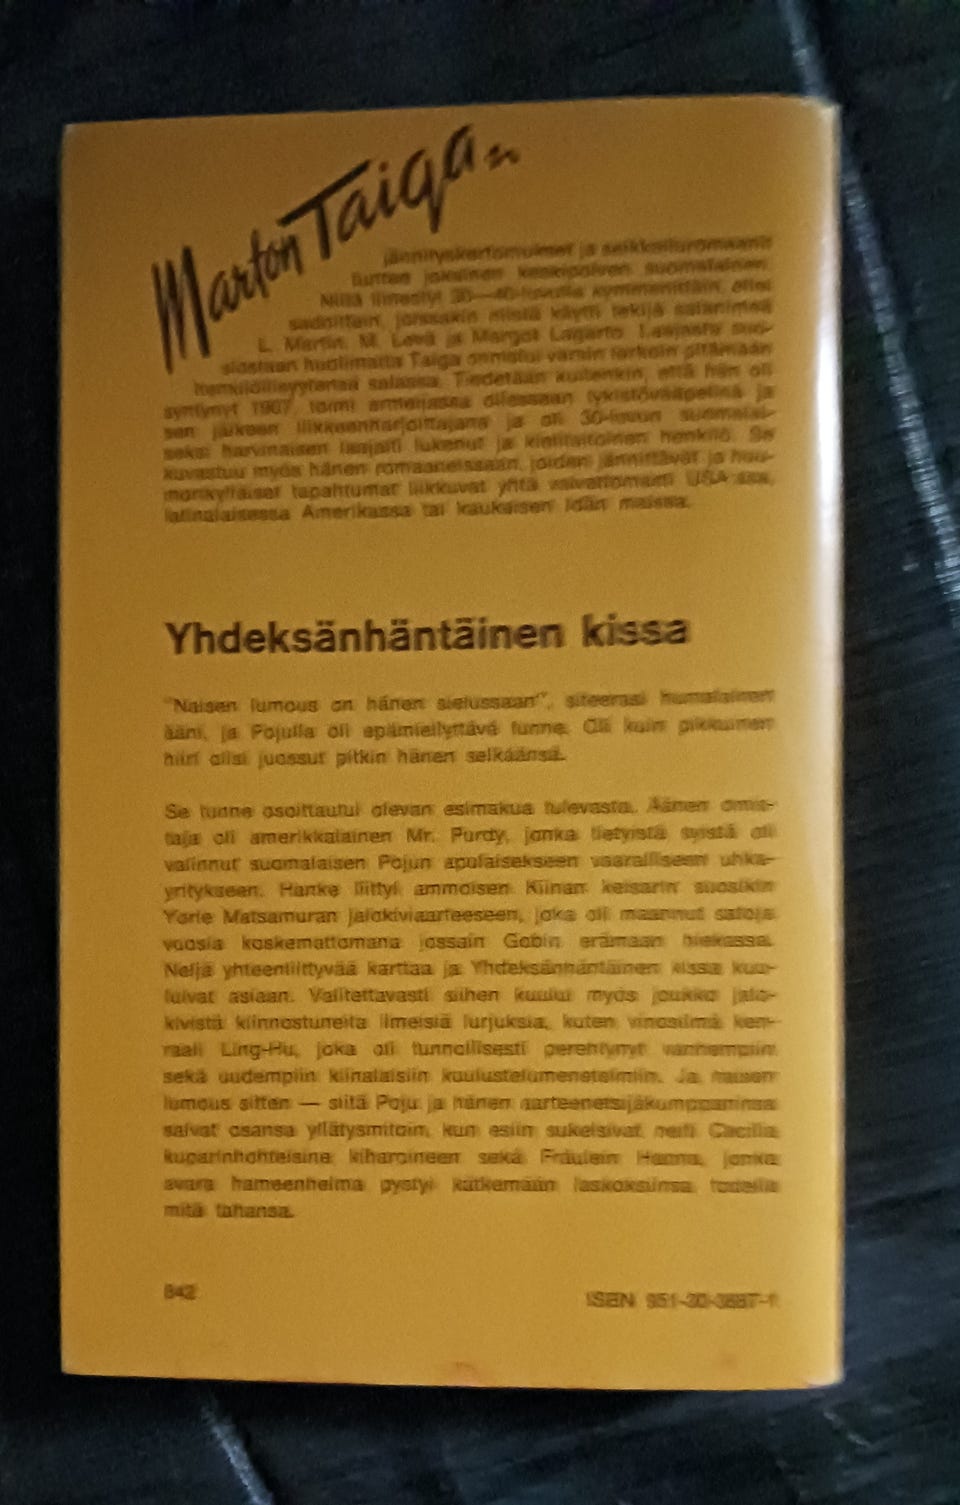 Marton Taiga:n
jännityskertomukset ja seikkailuromaanit
tuntee jokainen keskipolven suomalainen.
Niitä ilmestyi 30—40-luvulla kymmenittäin, ellei
sadoittain, joissakin niistä käytti tekijä salanimeä
L. Martin, M. Levä ja Margot Lagarto. Laajasta suo-
siostaan huolimatta Taiga onnistui varsin tarkoin pitämään
henkilöllisyytensä salassa. Tiedetään kuitenkin, että hän oli
syntynyt 1907, toimi armeijassa ollessaan tykistövääpelinä ja
sen jälkeen liikkeenharjoittajana ja oli 30-luvun suomalai-
seksi harvinaisen laajalti lukenut ja kielitaitoinen henkilö. Se
kuvastuu myös hänen romaaneissaan, joiden jännittävät ja huu-
morikylläiset tapahtumat liikkuvat yhtä vaivattomasti USA:ssa,
latinalaisessa Amerikassa tai kaukaisen Idän maissa.
Yhdeksänhäntäinen kissa
"Naisen lumous on hänen sielussaan", siteerasi humalainen
ääni, ja Pojulla oli epämiellyttävä tunne. Oli kuin pikkuinen
hiiri olisi juossut pitkin hänen selkäänsä.
Se tunne osoittautui olevan esimakua tulevasta. Äänen omis-
taja oli amerikkalainen Mr. Purdy, jonka tietyistä syistä oli
valinnut suomalaisen Pojun apulaisekseen vaaralliseen uhka-
yritykseen. Hanke liittyi ammoisen Kiinan keisarin suosikin
Yorle Matsamuran jalokiviaarteeseen, joka oli maannut satoja
vuosia koskemattomana jossain Gobin erämaan hiekassa.
Neljä yhteenliittyvää karttaa ja Yhdeksänhäntäinen kissa kuu-
luivat asiaan. Valitettavasti siihen kuului myös joukko jalo-
kivistä kiinnostuneita ilmeisiä lurjuksia, kuten vinosilmä ken-
raali Ling-Hu, joka oli tunnollisesti perehtynyt vanhempiin
sekä uudempiin kiinalaisiin kuulustelumenetelmiin. Ja naisen
lumous sitten — siitä Poju ja hänen aarteenetsijäkumppaninsa
saivat osansa yllätysmitoin, kun esiin sukelsivat neiti Cacilia
kuparinhohteisine kiharoineen sekä Fräulein Hanna, jonka
avara hameenhelma pystyi kätkemään laskoksiinsa todella
mitä tahansa.
842
ISBN 951-30-3687-1